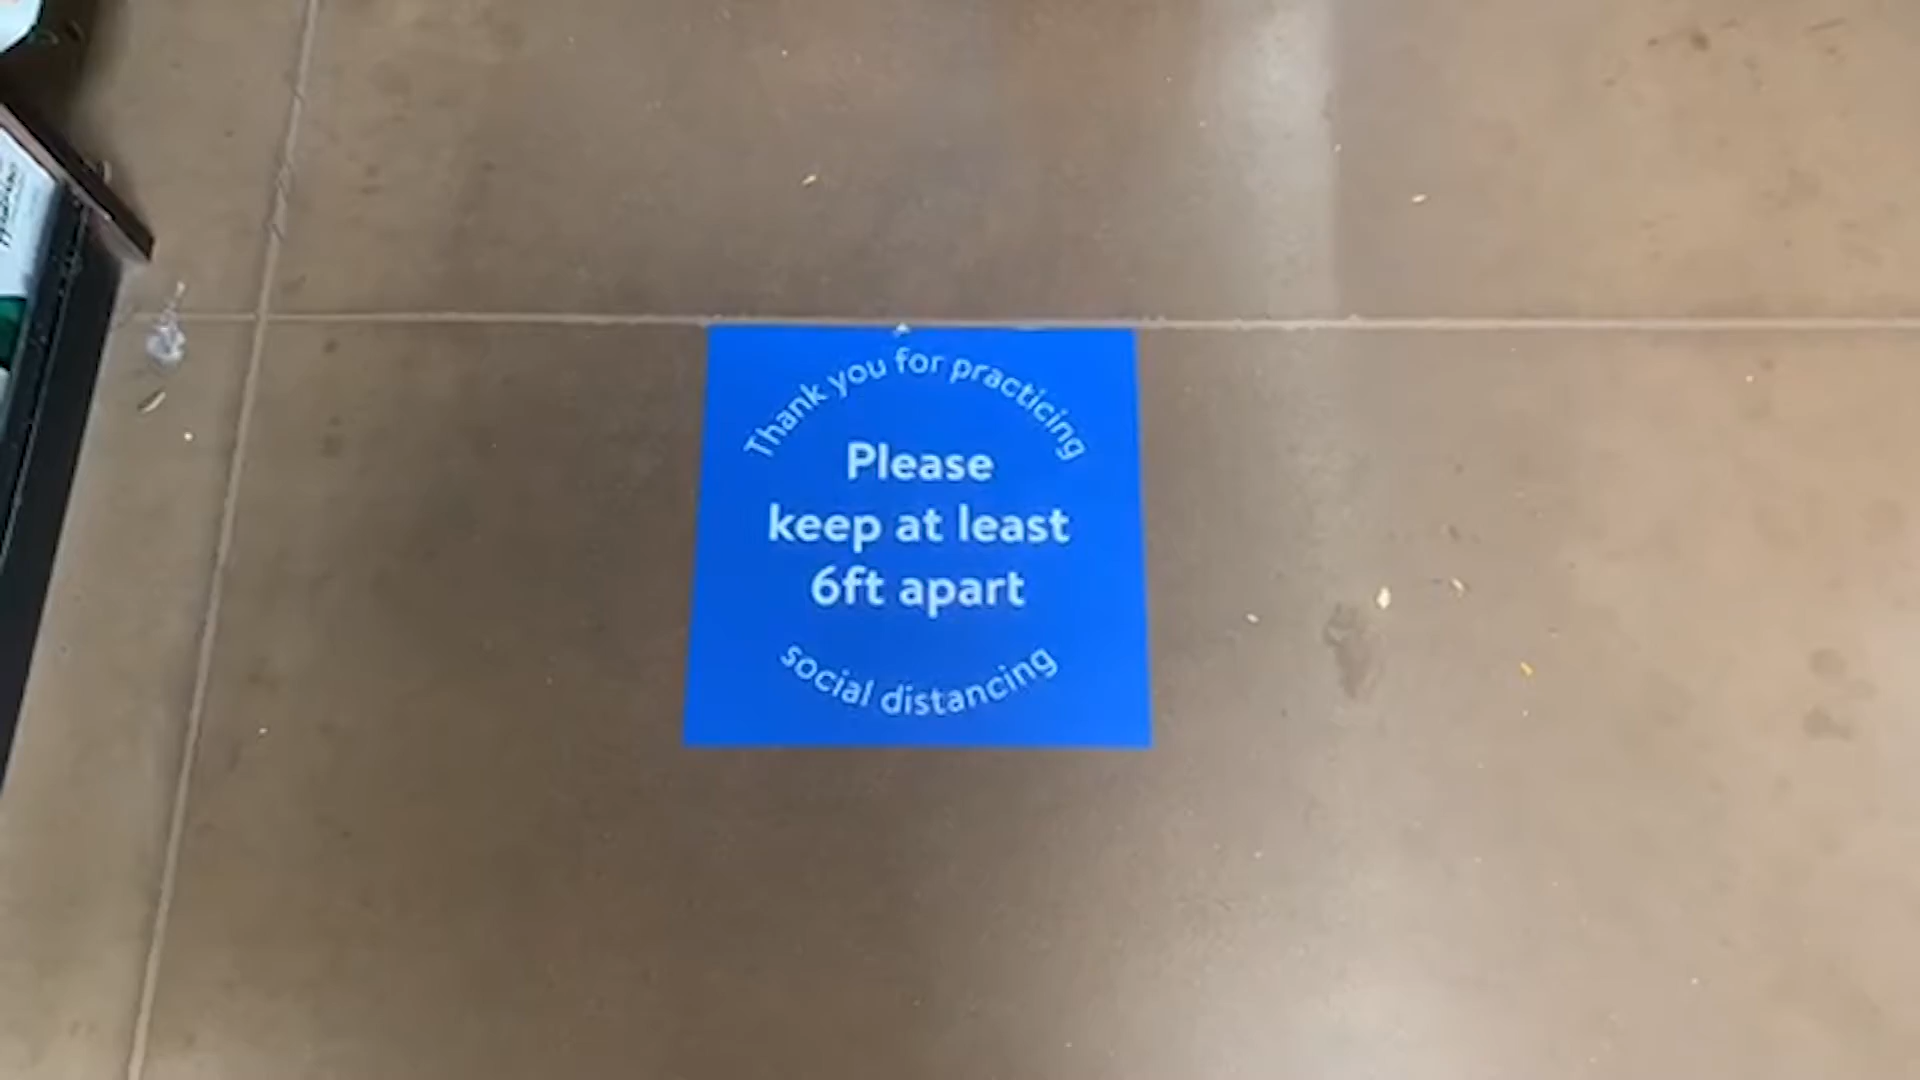 Thank you for practicing
Please
keep at least
6ft apart
social distancing